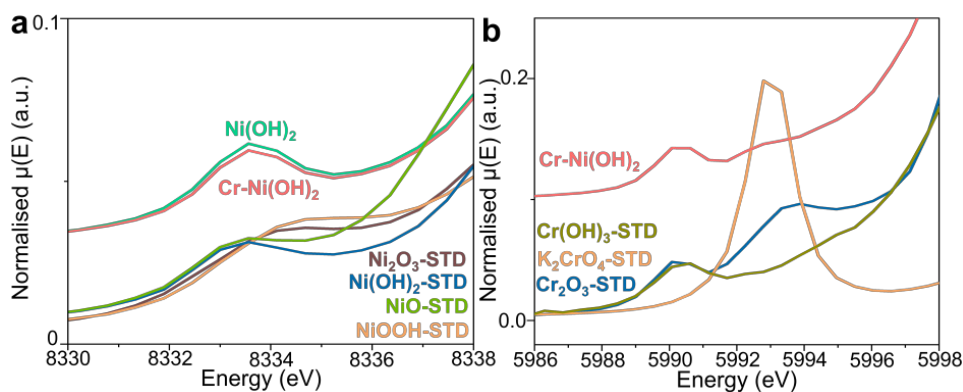 a
0.1
0
Normalised μ(E) (a.u.)
Ni(OH)₂
Cr-Ni(OH)₂
Ni₂O₃-STD
Ni(OH)₂-STD
NiO-STD
NiOOH-STD
8330 8332 8334 8336 8338
Energy (eV)
b
0.2
0.0
Normalised μ(E) (a.u.)
Cr-Ni(OH)₂
Cr(OH)₃-STD
K₂CrO₄-STD
Cr₂O₃-STD
5986 5988 5990 5992 5994 5996 5998
Energy (eV)